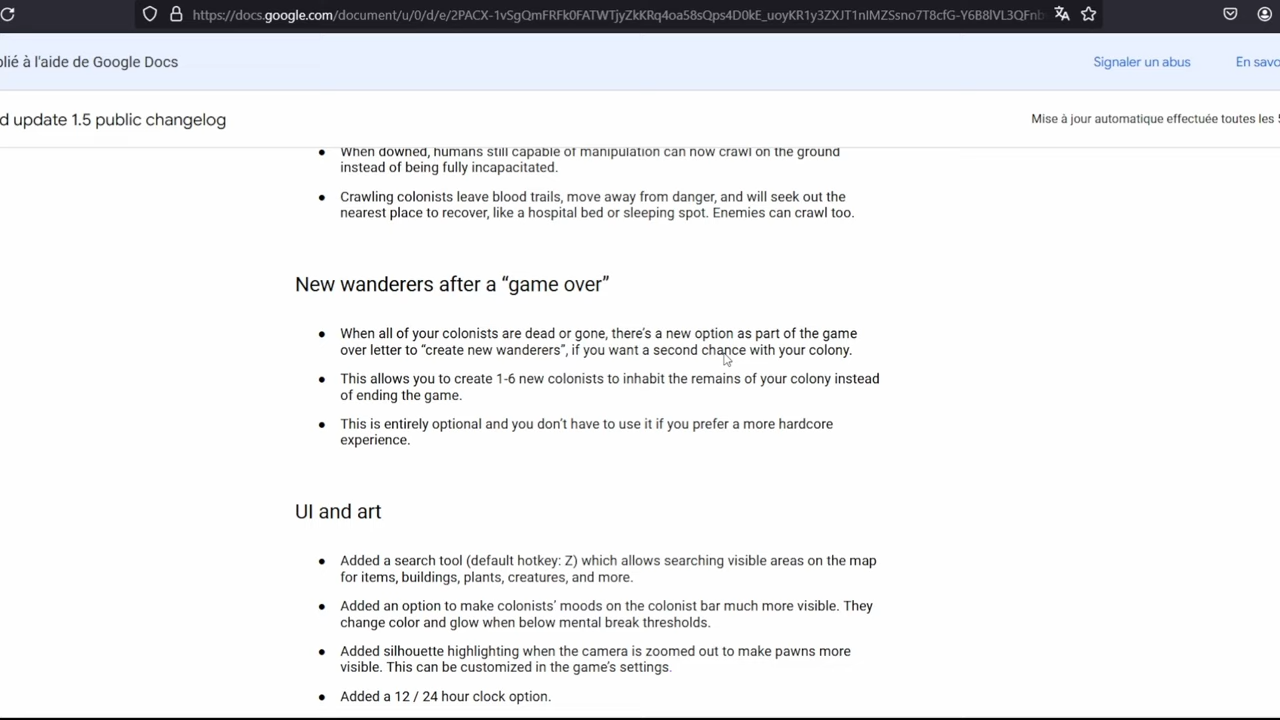 https://docs.google.com/document/u/0/d/e/2PACX-1vSgQmFRFk0FATWTjyZkKRq4oa58sQps4D0kE_uoyKR1y3ZXJT1nIMZSsno7T8cfG-Y6B8lVL3QFnb
lié à l'aide de Google Docs
Signaler un abus
En savo
d update 1.5 public changelog
Mise à jour automatique effectuée toutes les 5
• When downed, humans still capable of manipulation can now crawl on the ground
instead of being fully incapacitated.
• Crawling colonists leave blood trails, move away from danger, and will seek out the
nearest place to recover, like a hospital bed or sleeping spot. Enemies can crawl too.
New wanderers after a “game over”
• When all of your colonists are dead or gone, there’s a new option as part of the game
over letter to “create new wanderers”, if you want a second chance with your colony.
• This allows you to create 1-6 new colonists to inhabit the remains of your colony instead
of ending the game.
• This is entirely optional and you don’t have to use it if you prefer a more hardcore
experience.
UI and art
• Added a search tool (default hotkey: Z) which allows searching visible areas on the map
for items, buildings, plants, creatures, and more.
• Added an option to make colonists’ moods on the colonist bar much more visible. They
change color and glow when below mental break thresholds.
• Added silhouette highlighting when the camera is zoomed out to make pawns more
visible. This can be customized in the game’s settings.
• Added a 12 / 24 hour clock option.